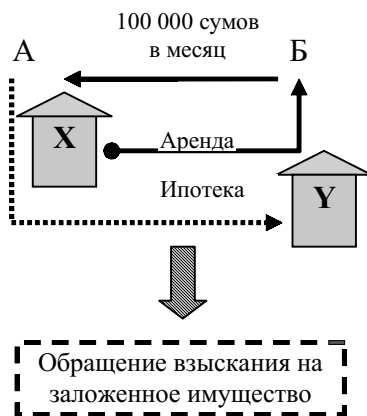 100 000 сумов
в месяц
А
Б
X
Аренда
Ипотека
Y
Обращение взыскания на
заложенное имущество